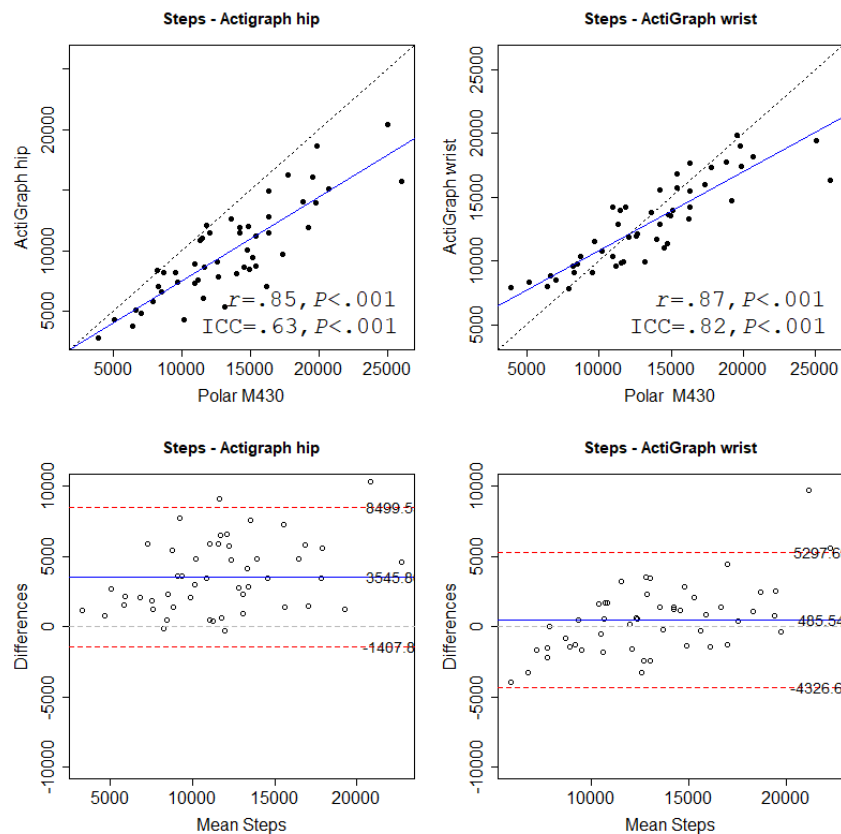 Steps - Actigraph hip
ActiGraph hip
5000 10000 20000
r=.85, P<.001
ICC=.63, P<.001
5000 10000 15000 20000 25000
Polar M430
Steps - ActiGraph wrist
ActiGraph wrist
5000 10000 15000 20000 25000
r=.87, P<.001
ICC=.82, P<.001
5000 10000 15000 20000 25000
Polar M430
Steps - Actigraph hip
Differences
-10000 -5000 0 5000 10000
8499.5
3545.8
-1407.8
5000 10000 15000 20000
Mean Steps
Steps - ActiGraph wrist
Differences
-10000 -5000 0 5000 10000
5297.6
485.54
-4326.6
10000 15000 20000
Mean Steps